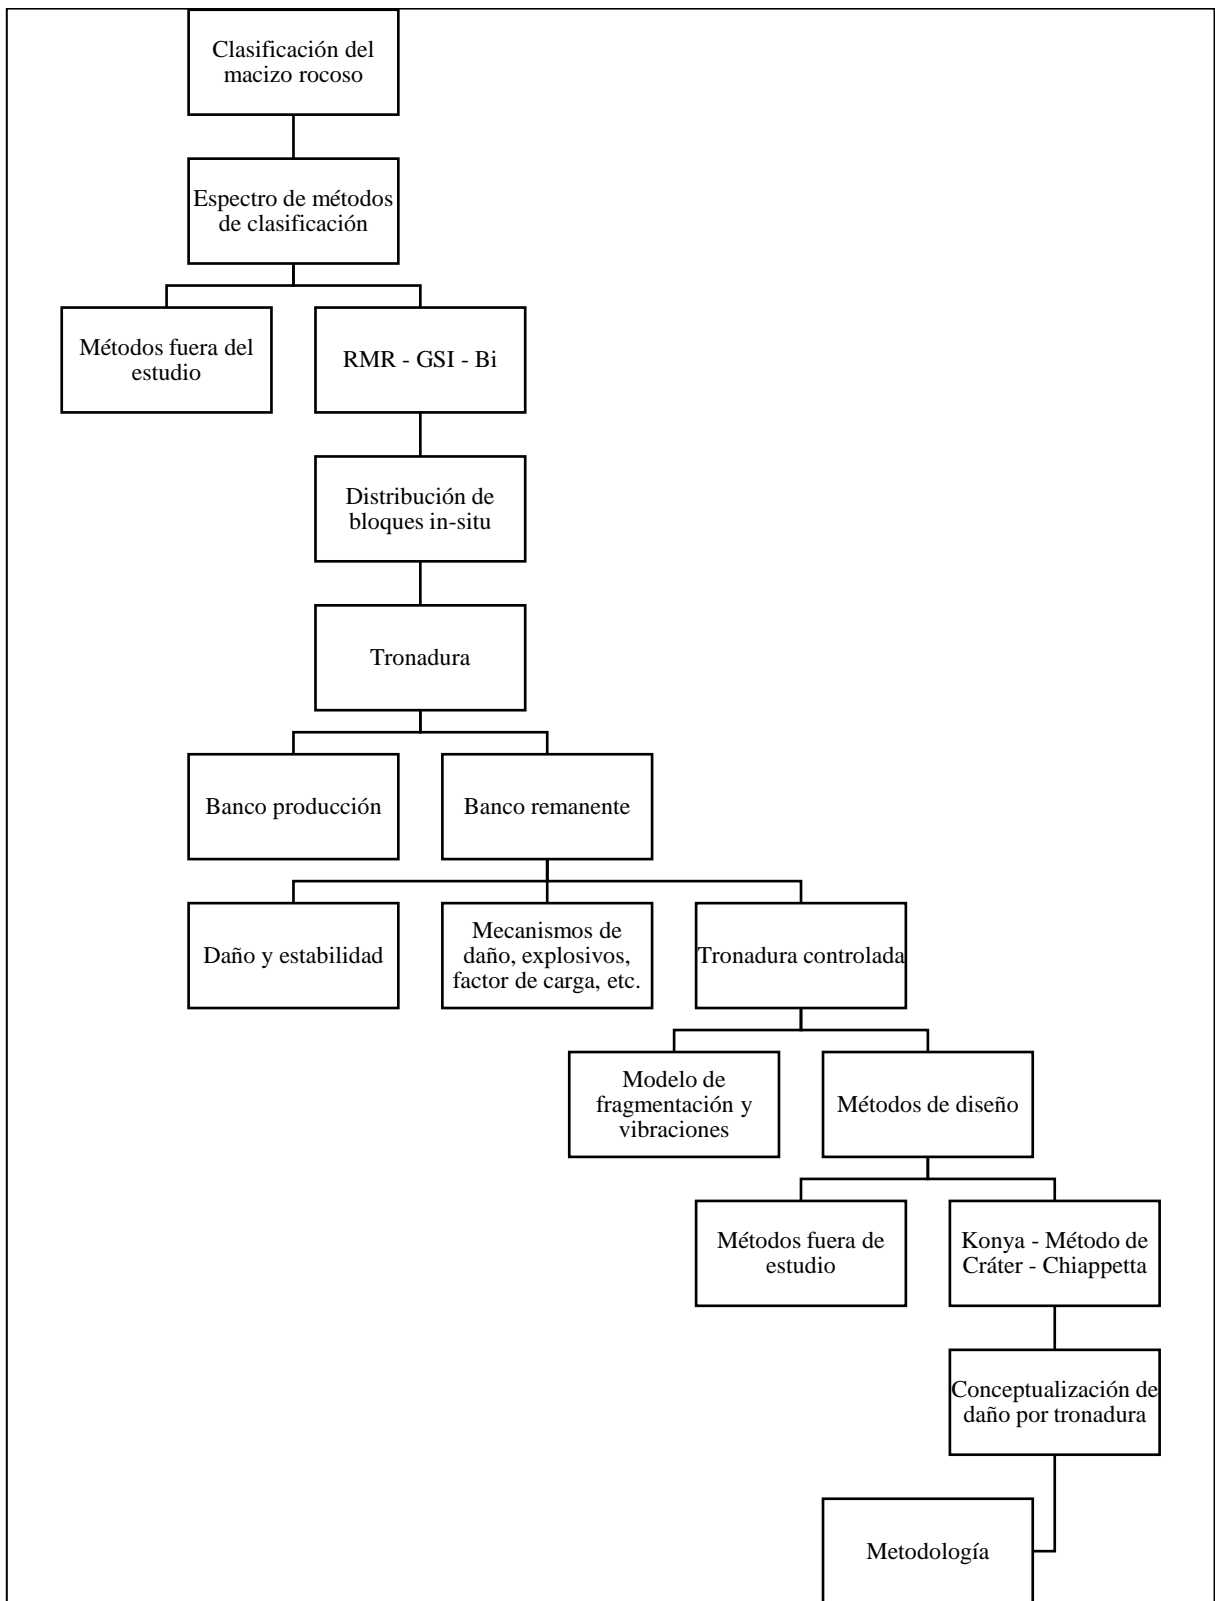 Clasificación del
macizo rocoso
Espectro de métodos
de clasificación
Métodos fuera del
estudio
RMR - GSI - Bi
Distribución de
bloques in-situ
Tronadura
Banco producción
Banco remanente
Daño y estabilidad
Mecanismos de
daño, explosivos,
factor de carga, etc.
Tronadura controlada
Modelo de
fragmentación y
vibraciones
Métodos de diseño
Métodos fuera de
estudio
Konya - Método de
Cráter - Chiappetta
Conceptualización de
daño por tronadura
Metodología